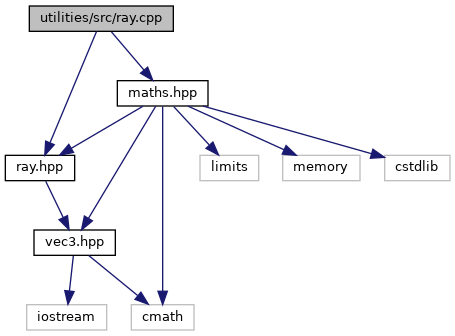 utilities/src/ray.cpp
maths.hpp
ray.hpp
limits
memory
cstdlib
vec3.hpp
iostream
cmath